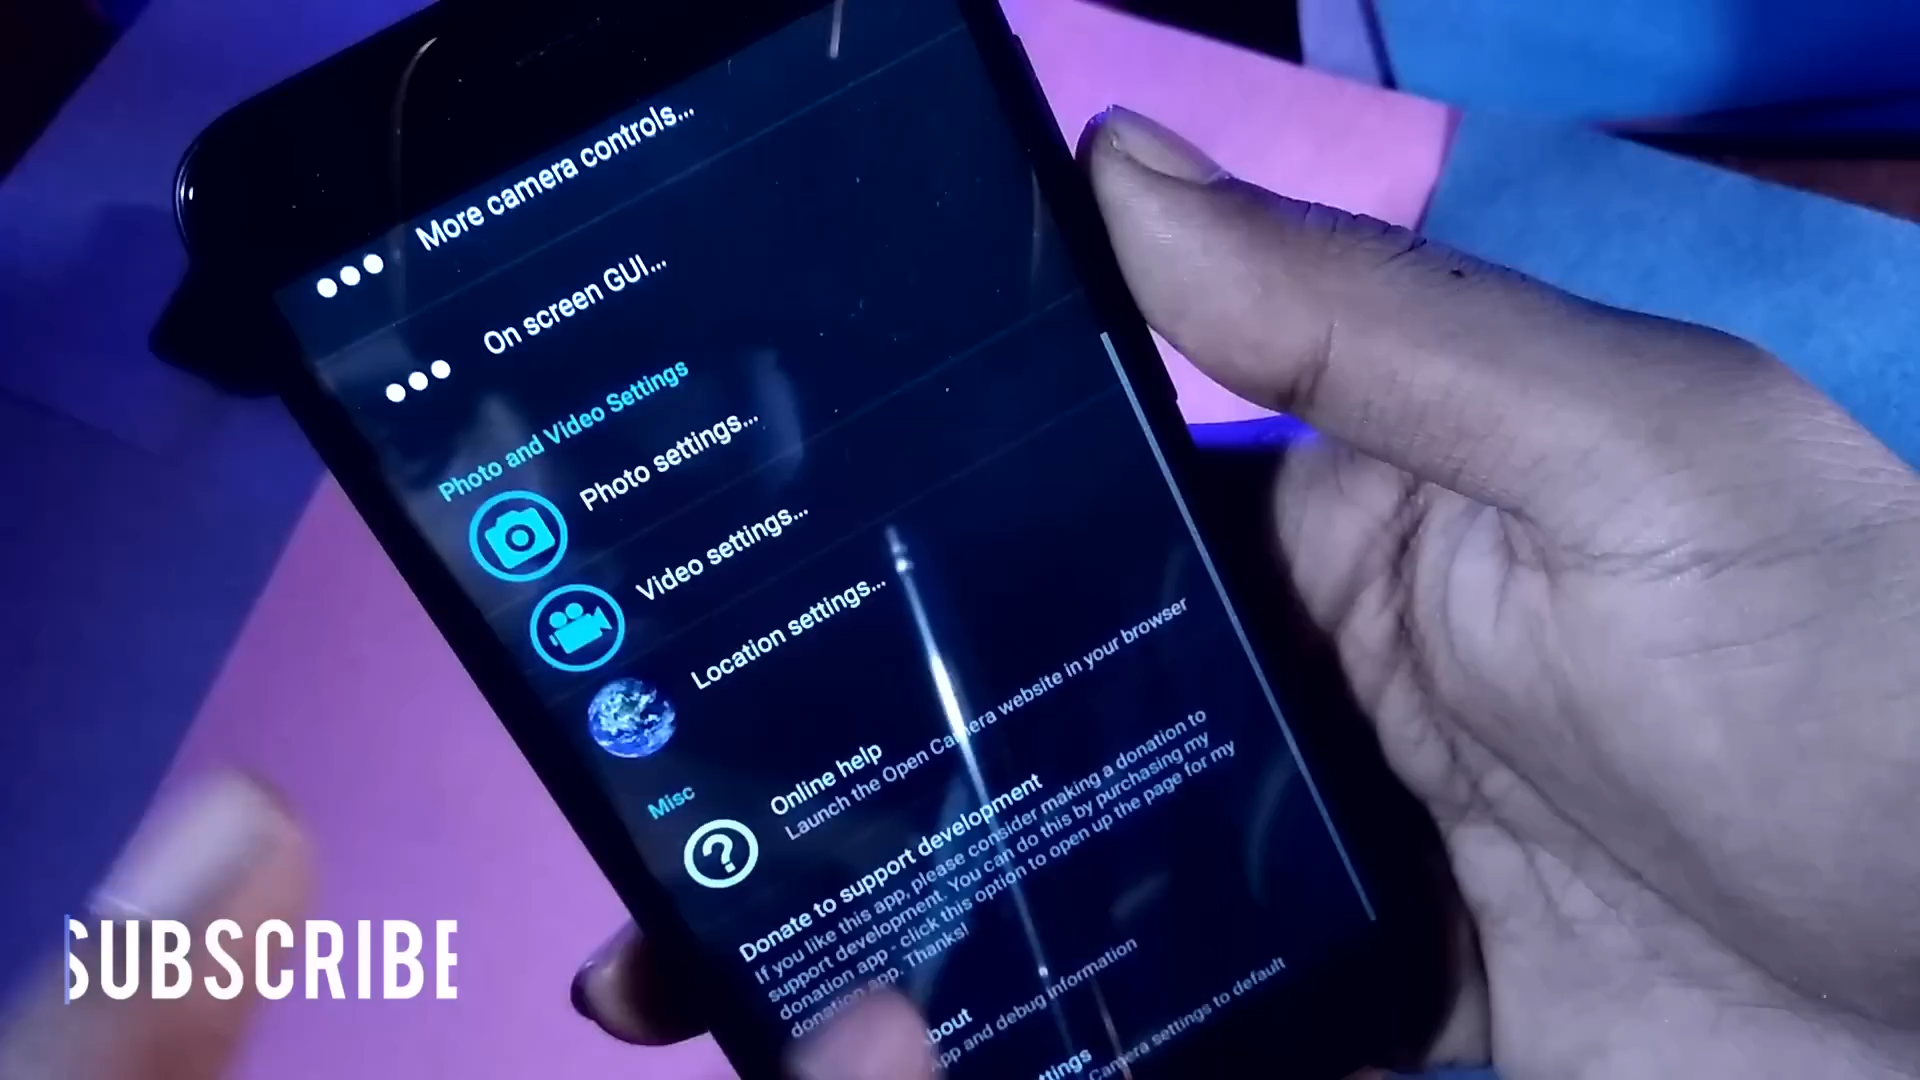 More camera controls...
On screen GUI...
Photo and Video Settings
Photo settings...
Video settings...
Location settings...
Misc
Online help
Launch the Open Camera website in your browser
Donate to support development
If you like this app, please consider making a donation to
support development. You can do this by purchasing my
donation app - click this option to open up the page for my
donation app. Thanks!
bout
pp and debug information
ttings
Camera settings to default
SUBSCRIBE